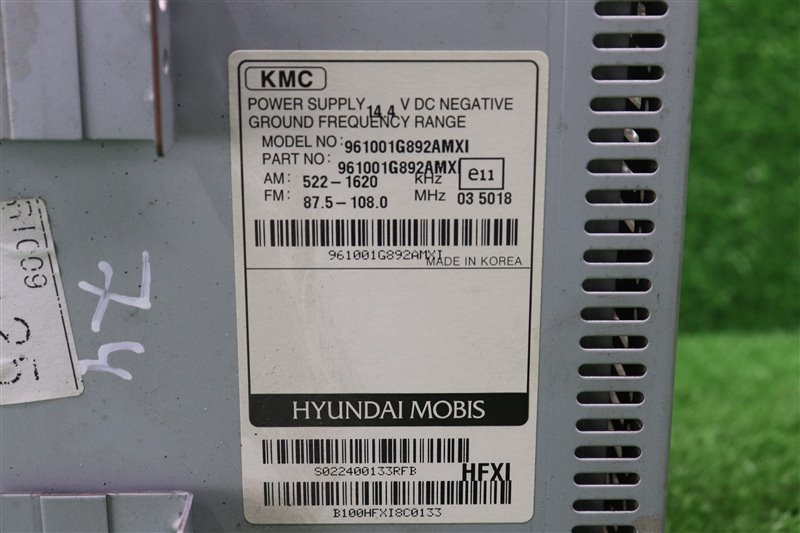 KMC
POWER SUPPLY 14.4 V DC NEGATIVE
GROUND FREQUENCY RANGE
MODEL NO: 961001G892AMXI
PART NO: 961001G892AMXI
e11
AM: 522-1620 KHz
FM: 87.5-108.0 MHz 03 5018
961001G892AMXI
MADE IN KOREA
HYUNDAI MOBIS
S022400133RFB
HFXI
B100HFXI8C0133